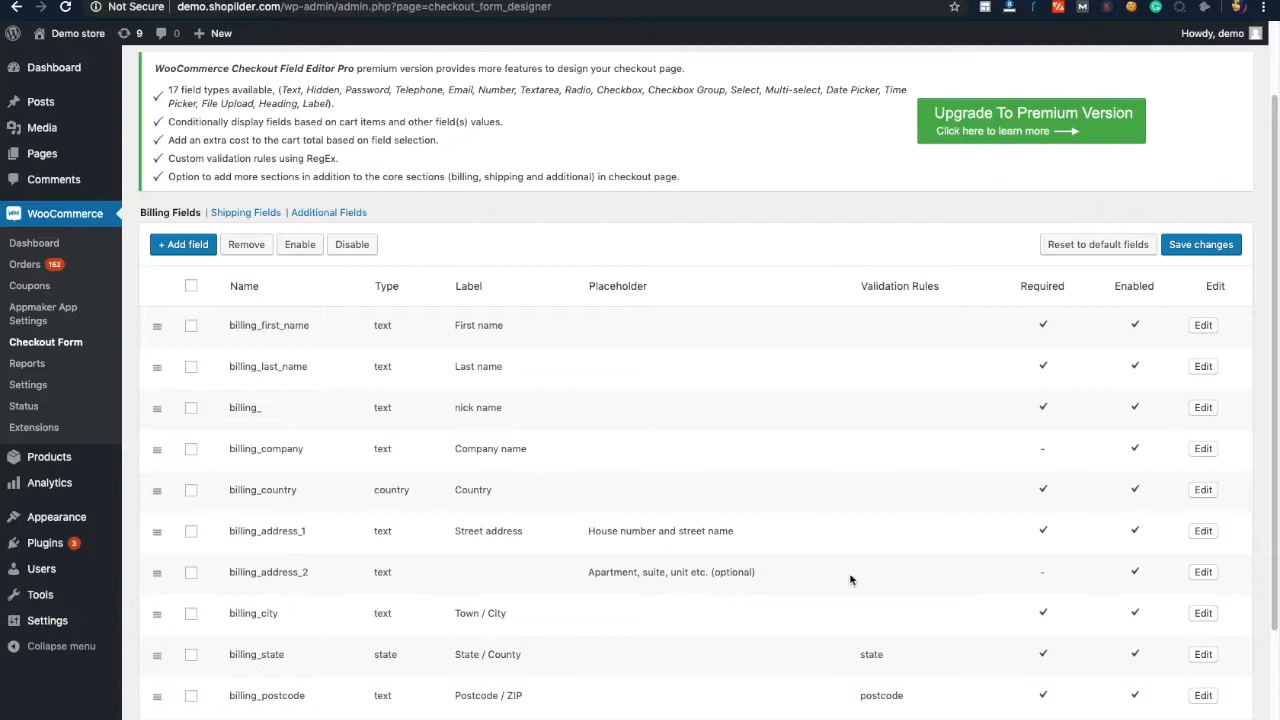 Not Secure | demo.shopilder.com/wp-admin/admin.php?page=checkout_form_designer
Demo store 9 0 New Howdy, demo
Dashboard
Posts
Media
Pages
Comments
WooCommerce
Dashboard
Orders 162
Coupons
Appmaker App
Settings
Checkout Form
Reports
Settings
Status
Extensions
Products
Analytics
Appearance
Plugins 3
Users
Tools
Settings
Collapse menu
WooCommerce Checkout Field Editor Pro premium version provides more features to design your checkout page.
17 field types available, (Text, Hidden, Password, Telephone, Email, Number, Textarea, Radio, Checkbox, Checkbox Group, Select, Multi-select, Date Picker, Time
Picker, File Upload, Heading, Label).
Conditionally display fields based on cart items and other field(s) values.
Add an extra cost to the cart total based on field selection.
Custom validation rules using RegEx.
Option to add more sections in addition to the core sections (billing, shipping and additional) in checkout page.
Upgrade To Premium Version
Click here to learn more
Billing Fields | Shipping Fields | Additional Fields
+ Add field Remove Enable Disable Reset to default fields Save changes
Name Type Label Placeholder Validation Rules Required Enabled Edit
billing_first_name text First name Edit
billing_last_name text Last name Edit
billing_ text nick name Edit
billing_company text Company name - Edit
billing_country country Country Edit
billing_address_1 text Street address House number and street name Edit
billing_address_2 text Apartment, suite, unit etc. (optional) - Edit
billing_city text Town / City Edit
billing_state state State / County state Edit
billing_postcode text Postcode / ZIP postcode Edit